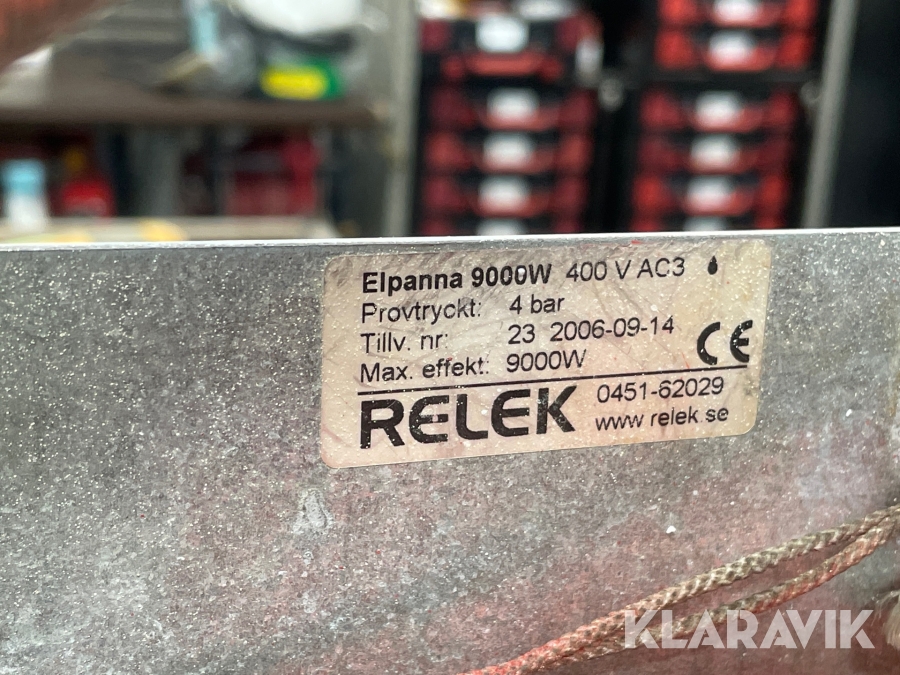 Elpanna 9000W 400 V AC3
Provtryckt: 4 bar
Tillv. nr: 23 2006-09-14
Max. effekt: 9000W
CE
RELEK 0451-62029
www.relek.se
KLARAVIK